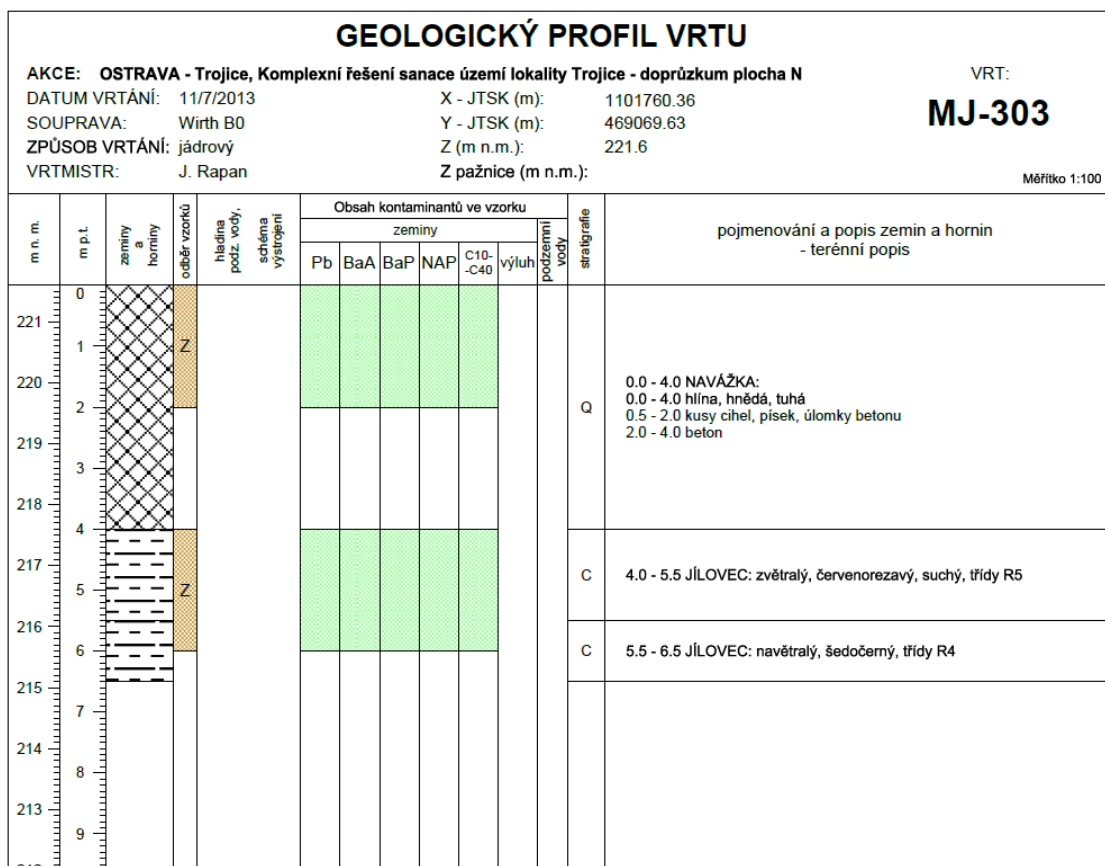 GEOLOGICKÝ PROFIL VRTU
AKCE: OSTRAVA - Trojice, Komplexní řešení sanace území lokality Trojice - doprůzkum plocha N
VRT:
DATUM VRTÁNÍ: 11/7/2013 X - JTSK (m): 1101760.36
MJ-303
SOUPRAVA: Wirth B0 Y - JTSK (m): 469069.63
ZPŮSOB VRTÁNÍ: jádrový Z (m n.m.): 221.6
VRTMISTR: J. Rapan Z pažnice (m n.m.):
Měřítko 1:100
m n. m.
m p.t.
zeminy
a
horniny
odběr vzorků
hladina
podz. vody,
schéma
výstrojení
Obsah kontaminantů ve vzorku
zeminy
Pb BaA BaP NAP C10-
-C40 výluh
podzemní
vody
stratigrafie
pojmenování a popis zemin a hornin
- terénní popis
0
221
1
Z
220
2
219
3
218
4
217
5
Z
216
6
215
7
214
8
213
9
Q
0.0 - 4.0 NAVÁŽKA:
0.0 - 4.0 hlína, hnědá, tuhá
0.5 - 2.0 kusy cihel, písek, úlomky betonu
2.0 - 4.0 beton
C
4.0 - 5.5 JÍLOVEC: zvětralý, červenorezavý, suchý, třídy R5
C
5.5 - 6.5 JÍLOVEC: navětralý, šedočerný, třídy R4